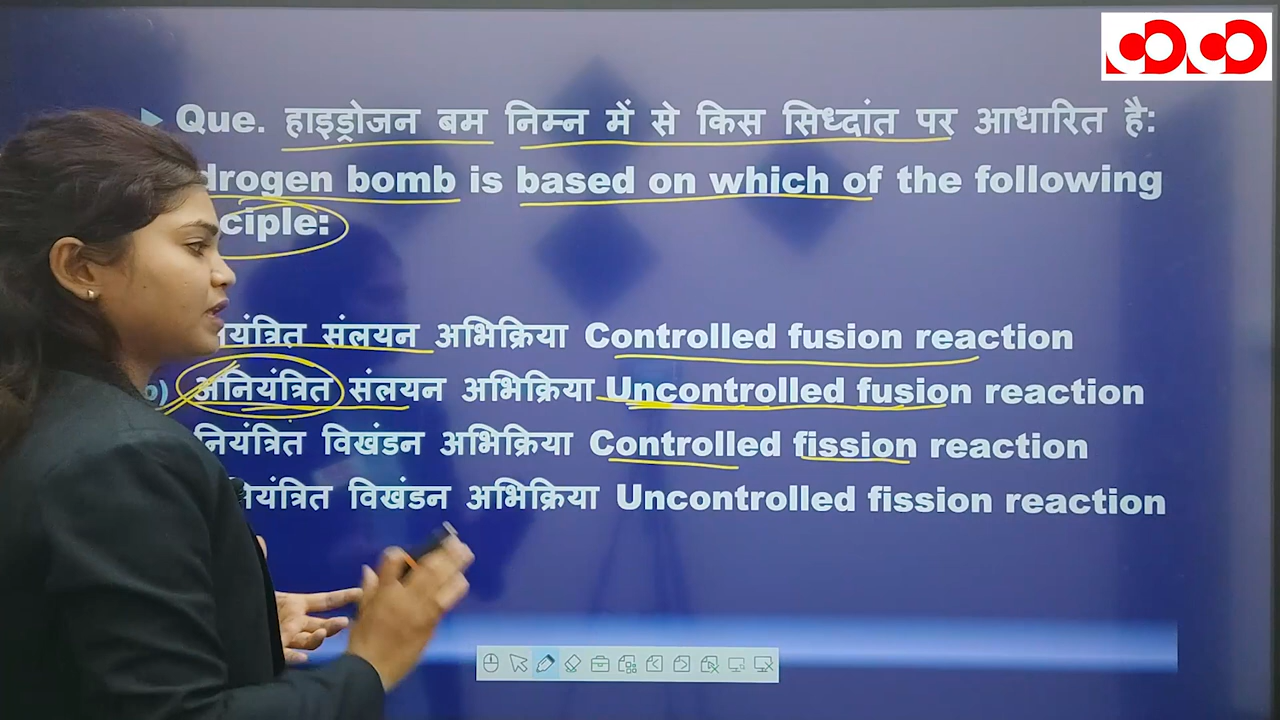 Que. हाइड्रोजन बम निम्न में से किस सिध्दांत पर आधारित है:
drogen bomb is based on which of the following
ciple:
नियंत्रित संलयन अभिक्रिया Controlled fusion reaction
b) अनियंत्रित संलयन अभिक्रिया Uncontrolled fusion reaction
नियंत्रित विखंडन अभिक्रिया Controlled fission reaction
नियंत्रित विखंडन अभिक्रिया Uncontrolled fission reaction